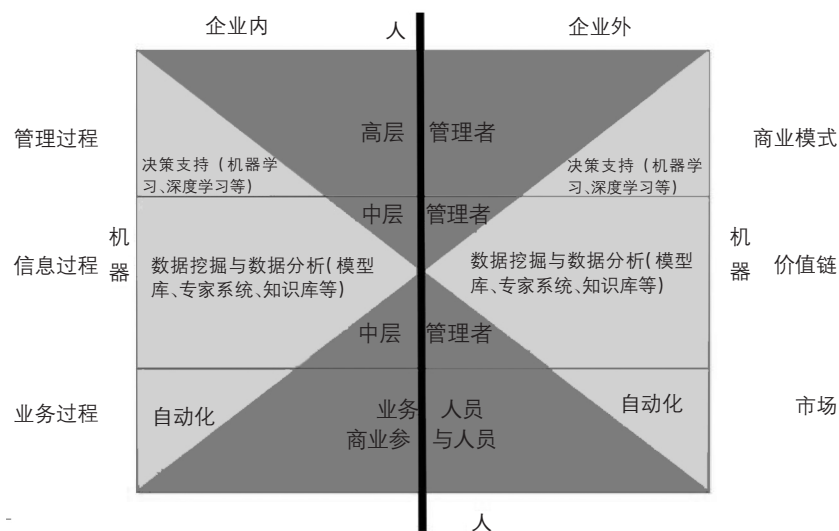 企业内
人
企业外
管理过程
高层 管理者
商业模式
决策支持（机器学
习、深度学习等）
决策支持（机器学
习、深度学习等）
中层 管理者
机
器
机
器
信息过程
数据挖掘与数据分析（模型
库、专家系统、知识库等）
数据挖掘与数据分析（模型
库、专家系统、知识库等）
价值链
中层 管理者
业务过程
自动化
业务 人员
商业参 与人员
自动化
市场
人